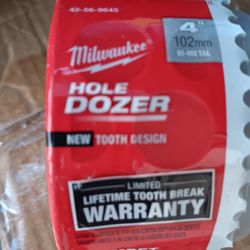 49-56-9645
4"
102mm
BI-METAL
Milwaukee
HOLE
DOZER
NEW TOOTH DESIGN
LIMITED
LIFETIME TOOTH BREAK
WARRANTY